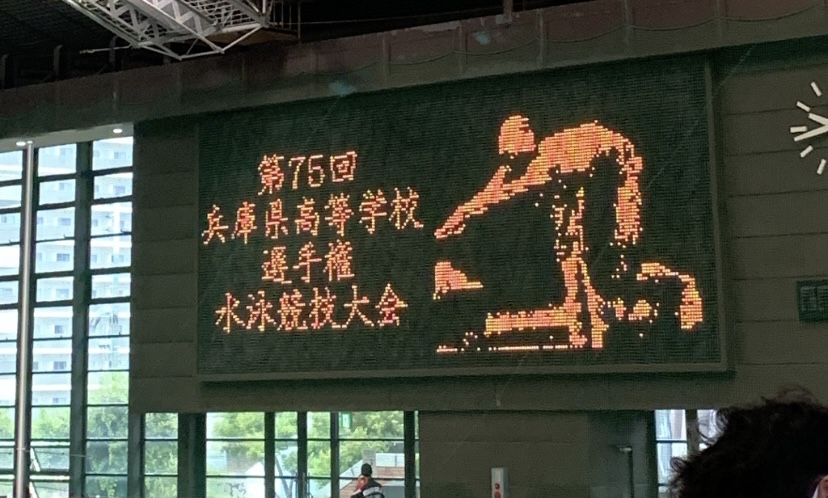 第75回
兵庫県高等学校
選手権
水泳競技大会